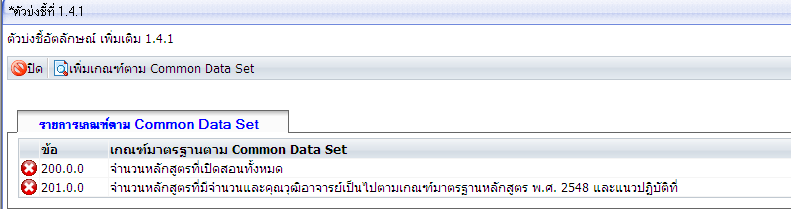 *ตัวบ่งชี้ที่ 1.4.1
ตัวบ่งชี้อัตลักษณ์ เพิ่มเติม 1.4.1
ปิด เพิ่มเกณฑ์ตาม Common Data Set
รายการเกณฑ์ตาม Common Data Set
ข้อ เกณฑ์มาตรฐานตาม Common Data Set
200.0.0 จำนวนหลักสูตรที่เปิดสอนทั้งหมด
201.0.0 จำนวนหลักสูตรที่มีจำนวนและคุณวุฒิอาจารย์เป็นไปตามเกณฑ์มาตรฐานหลักสูตร พ.ศ. 2548 และแนวปฏิบัติที่